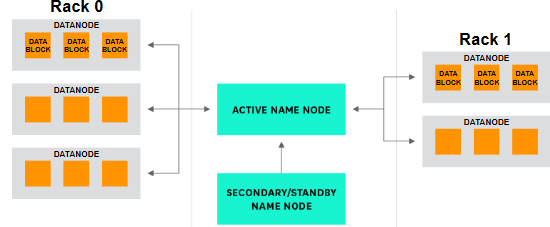 Rack 0
DATANODE
DATA DATA DATA
BLOCK BLOCK BLOCK
DATANODE
DATANODE
ACTIVE NAME NODE
SECONDARY/STANDBY
NAME NODE
Rack 1
DATANODE
DATA DATA DATA
BLOCK BLOCK BLOCK
DATANODE